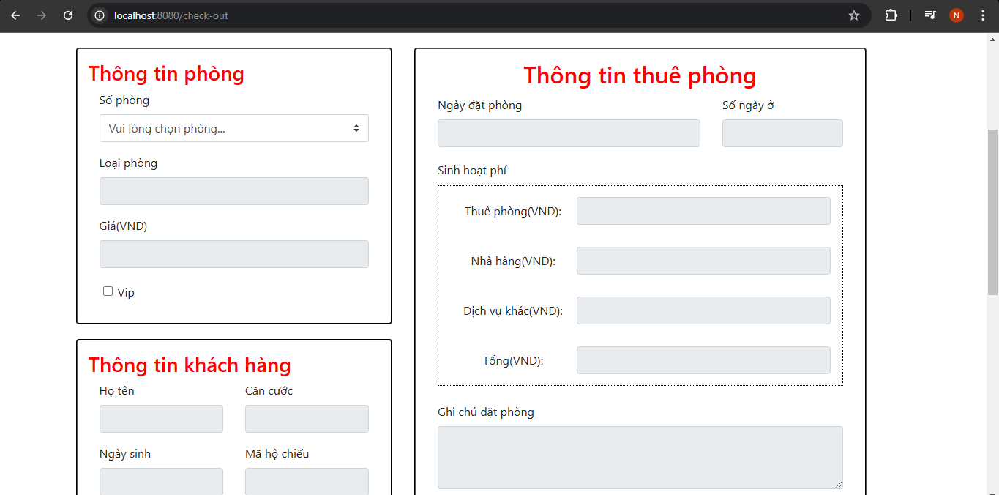 localhost:8080/check-out
N
Thông tin phòng
Số phòng
Vui lòng chọn phòng...
Loại phòng
Giá(VND)
Vip
Thông tin khách hàng
Họ tên
Căn cước
Ngày sinh
Mã hộ chiếu
Thông tin thuê phòng
Ngày đặt phòng
Số ngày ở
Sinh hoạt phí
Thuê phòng(VND):
Nhà hàng(VND):
Dịch vụ khác(VND):
Tổng(VND):
Ghi chú đặt phòng